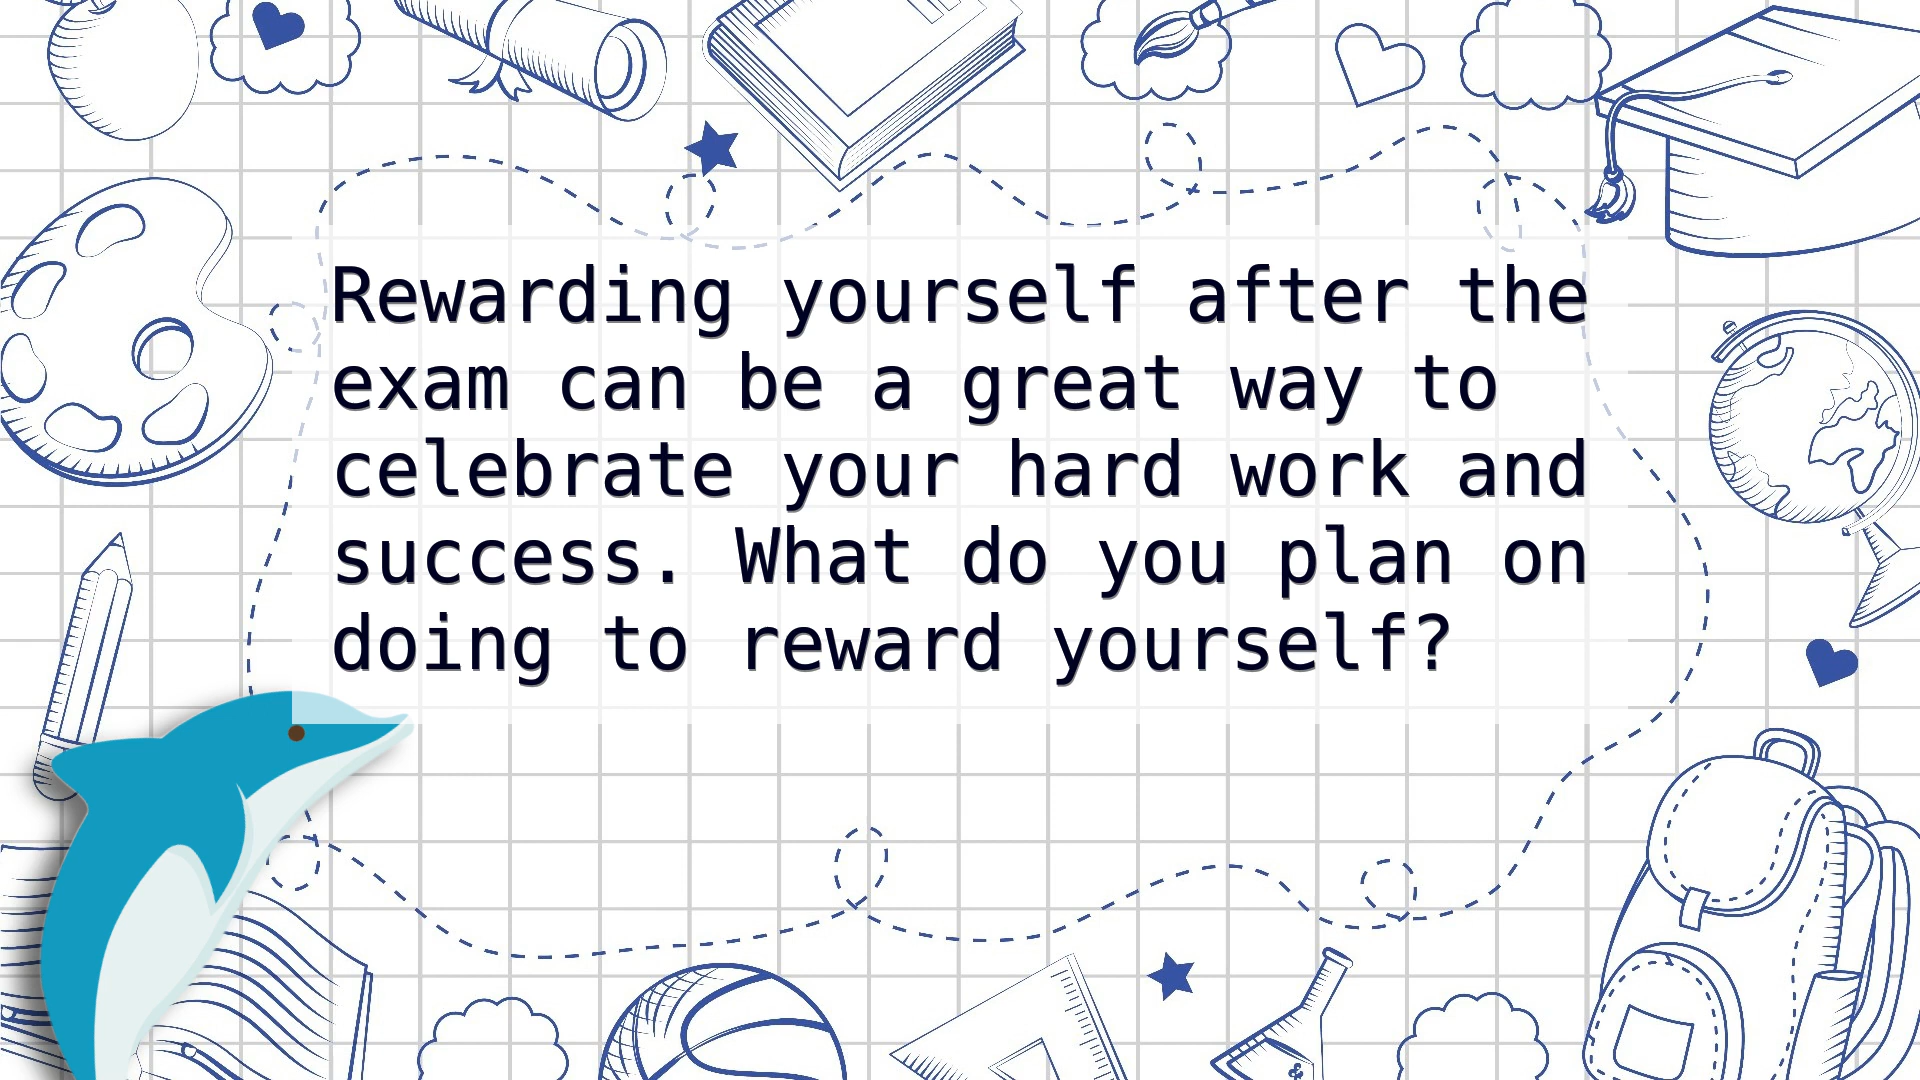 Rewarding yourself after the
exam can be a great way to
celebrate your hard work and
success. What do you plan on
doing to reward yourself?